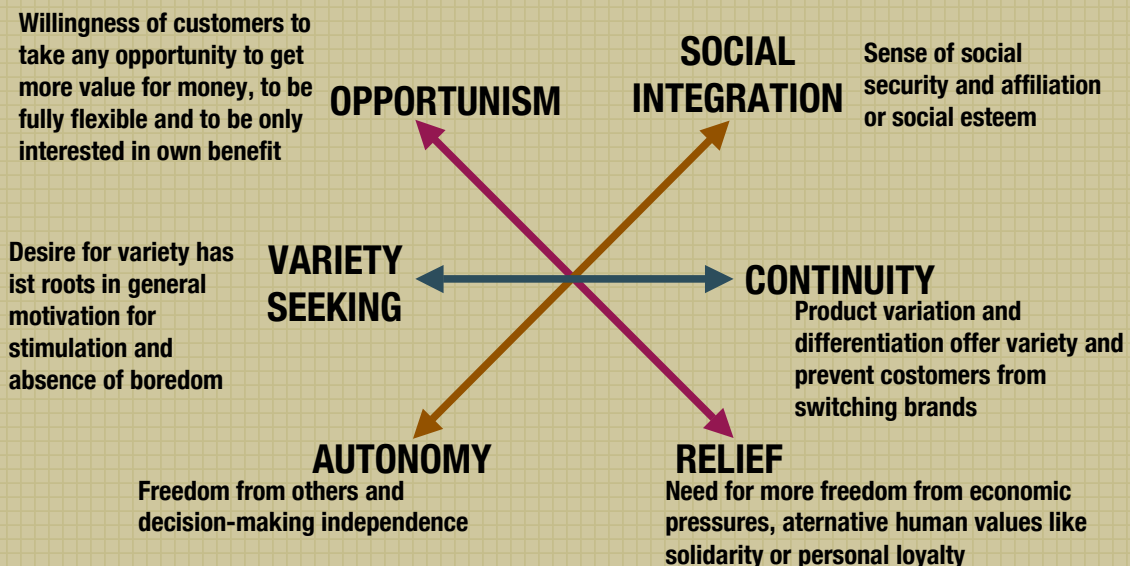 Willingness of customers to
take any opportunity to get
more value for money, to be
fully flexible and to be only
interested in own benefit
OPPORTUNISM
SOCIAL
INTEGRATION
Sense of social
security and affiliation
or social esteem
Desire for variety has
ist roots in general
motivation for
stimulation and
absence of boredom
VARIETY
SEEKING
CONTINUITY
Product variation and
differentiation offer variety and
prevent costomers from
switching brands
AUTONOMY
Freedom from others and
decision-making independence
RELIEF
Need for more freedom from economic
pressures, aternative human values like
solidarity or personal loyalty